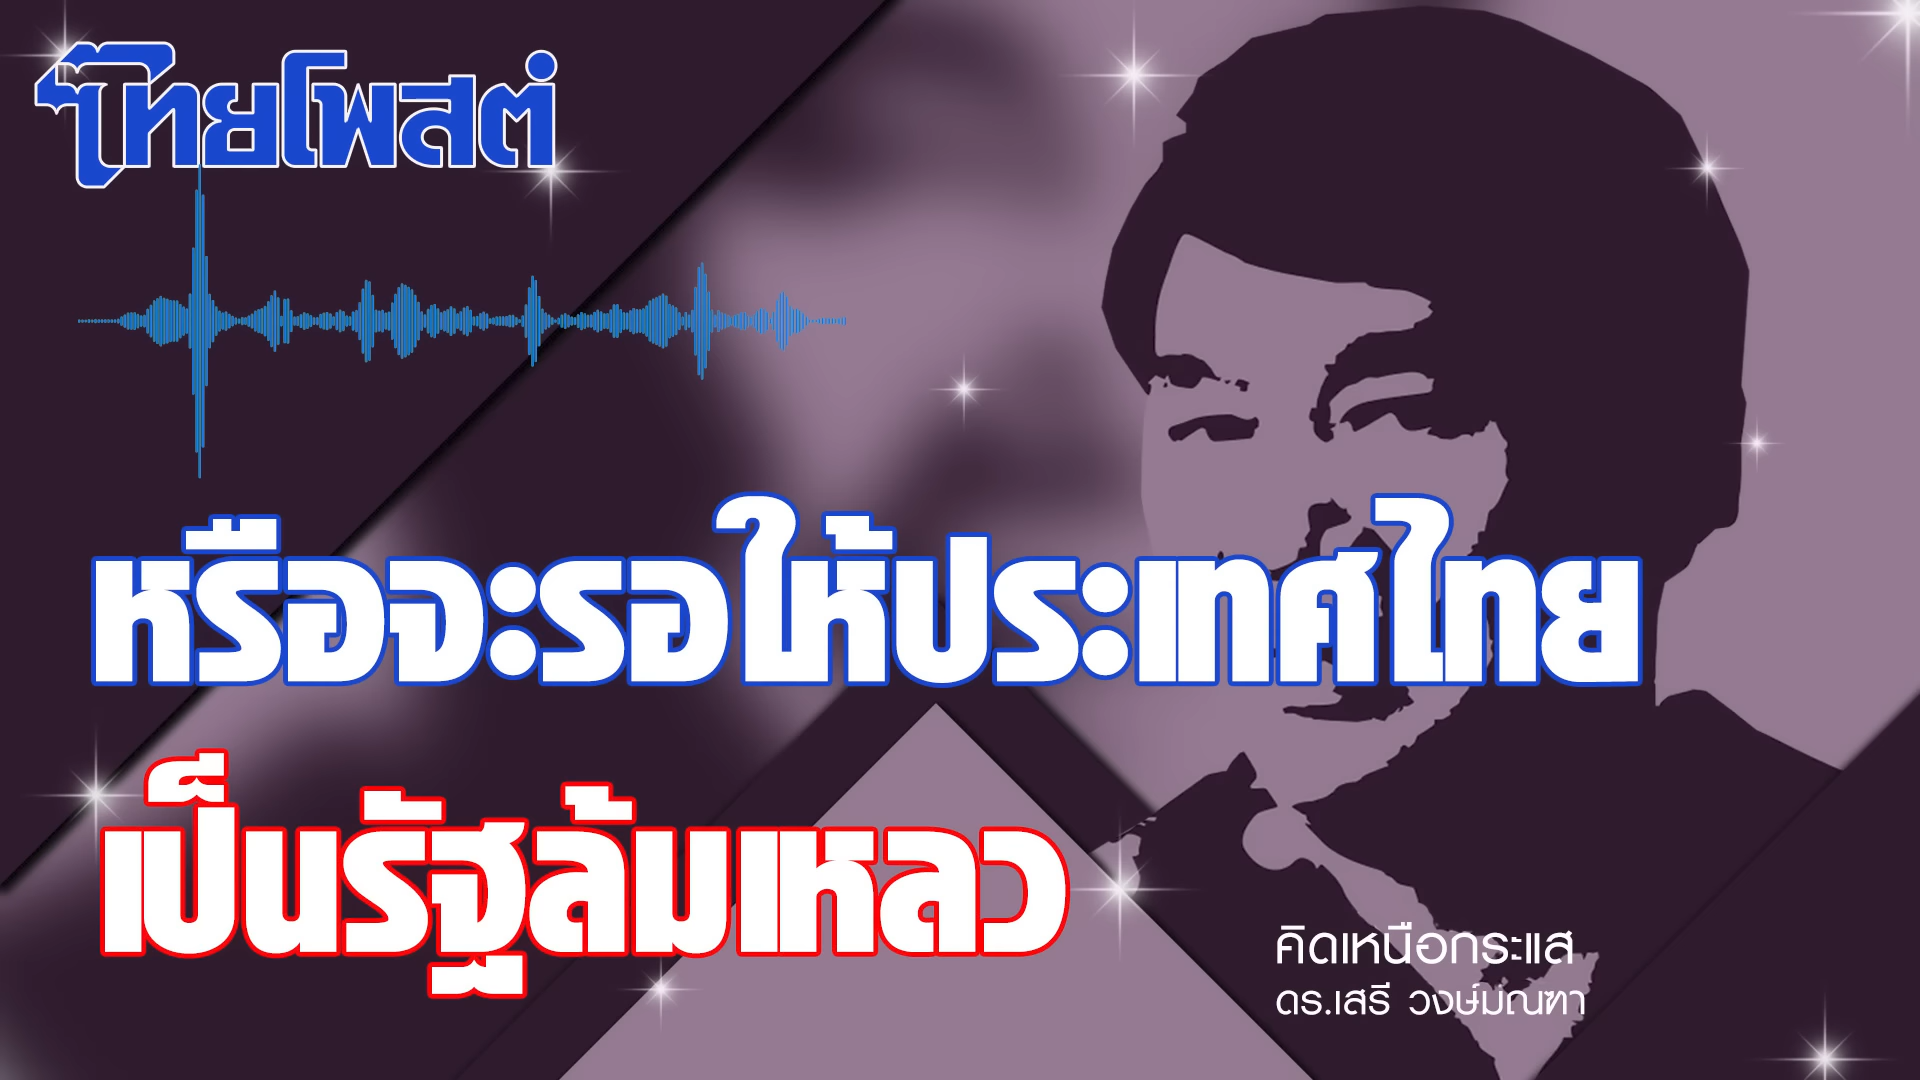 ไทยโพสต์
หรือจะรอให้ประเทศไทย
เป็นรัฐล้มเหลว
คิดเหนือกระแส
ดร.เสรี วงษ์มณฑา